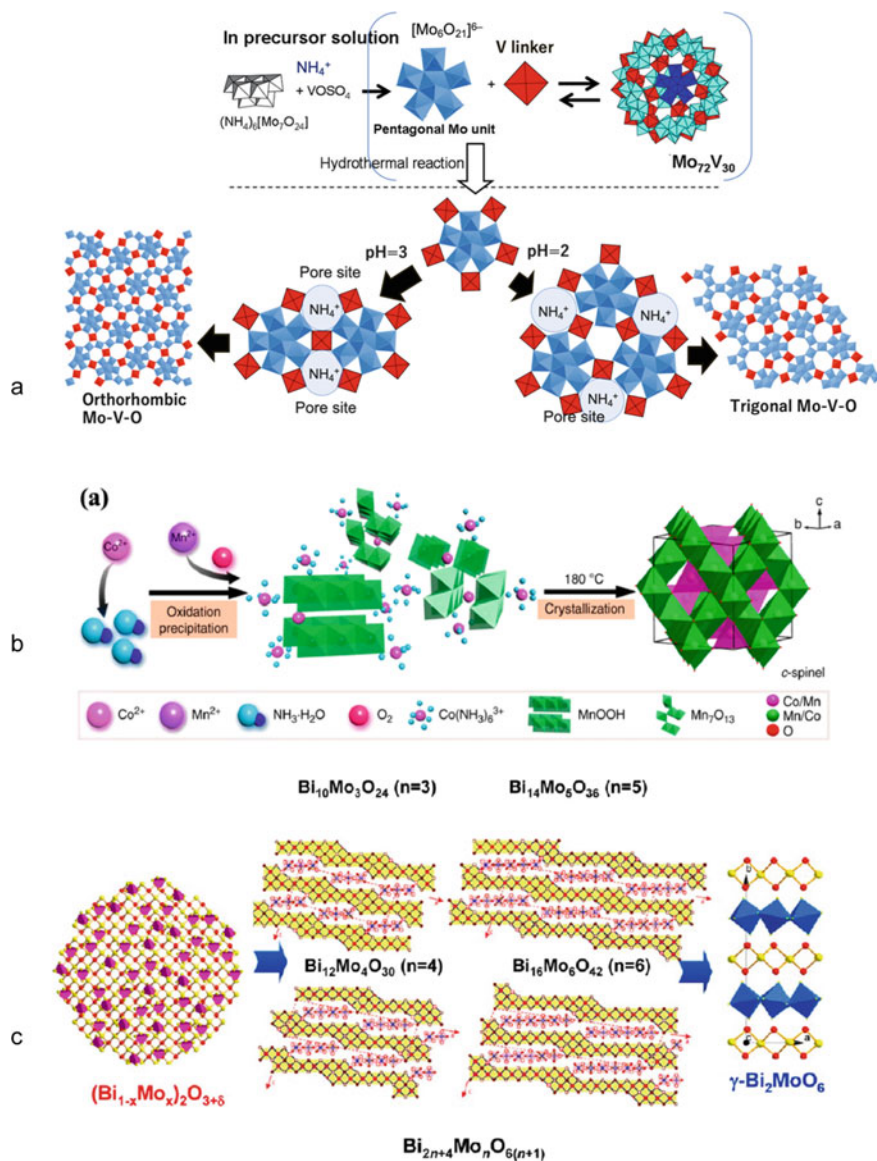 In precursor solution
[Mo₆O₂₁]⁶⁻
V linker
NH₄⁺
+ VOSO₄
+
(NH₄)₆[Mo₇O₂₄]
Pentagonal Mo unit
Mo₇₂V₃₀
Hydrothermal reaction
pH=3
pH=2
Pore site
NH₄⁺
NH₄⁺
NH₄⁺
NH₄⁺
NH₄⁺
Pore site
Pore site
a
Orthorhombic
Mo-V-O
Trigonal Mo-V-O
(a)
Co²⁺
Mn²⁺
O₂
Oxidation
precipitation
180 °C
Crystallization
c
b
a
c-spinel
b
Co²⁺
Mn²⁺
NH₃·H₂O
O₂
Co(NH₃)₆³⁺
MnOOH
Mn₇O₁₃
Co/Mn
Mn/Co
O
Bi₁₀Mo₃O₂₄ (n=3)
Bi₁₄Mo₅O₃₆ (n=5)
Bi₁₂Mo₄O₃₀ (n=4)
Bi₁₆Mo₆O₄₂ (n=6)
b
a
c
(Bi₁₋ₓMoₓ)₂O₃₊δ
γ-Bi₂MoO₆
Bi₂ₙ₊₄MoₙO₆₍ₙ₊₁₎